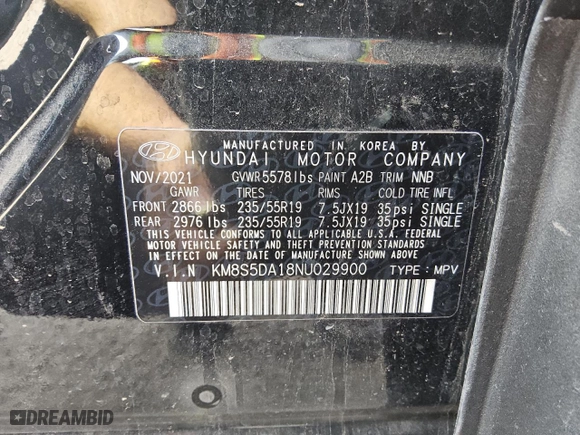 MANUFACTURED IN KOREA BY
HYUNDAI MOTOR COMPANY
NOV/2021 GVWR5578lbs PAINT A2B TRIM NNB
GAWR TIRES RIMS COLD TIRE INFL
FRONT 2866lbs 235/55R19 7.5JX19 35psi SINGLE
REAR 2976lbs 235/55R19 7.5JX19 35psi SINGLE
THIS VEHICLE CONFORMS TO ALL APPLICABLE U.S.A. FEDERAL
MOTOR VEHICLE SAFETY, BUMPER,
AND THEFT PREVENTION STANDARDS
IN EFFECT ON THE DATE OF MANUFACTURE SHOWN ABOVE.
V.I.N KM8S5DA18NU029900 TYPE : MPV
DREAMBID